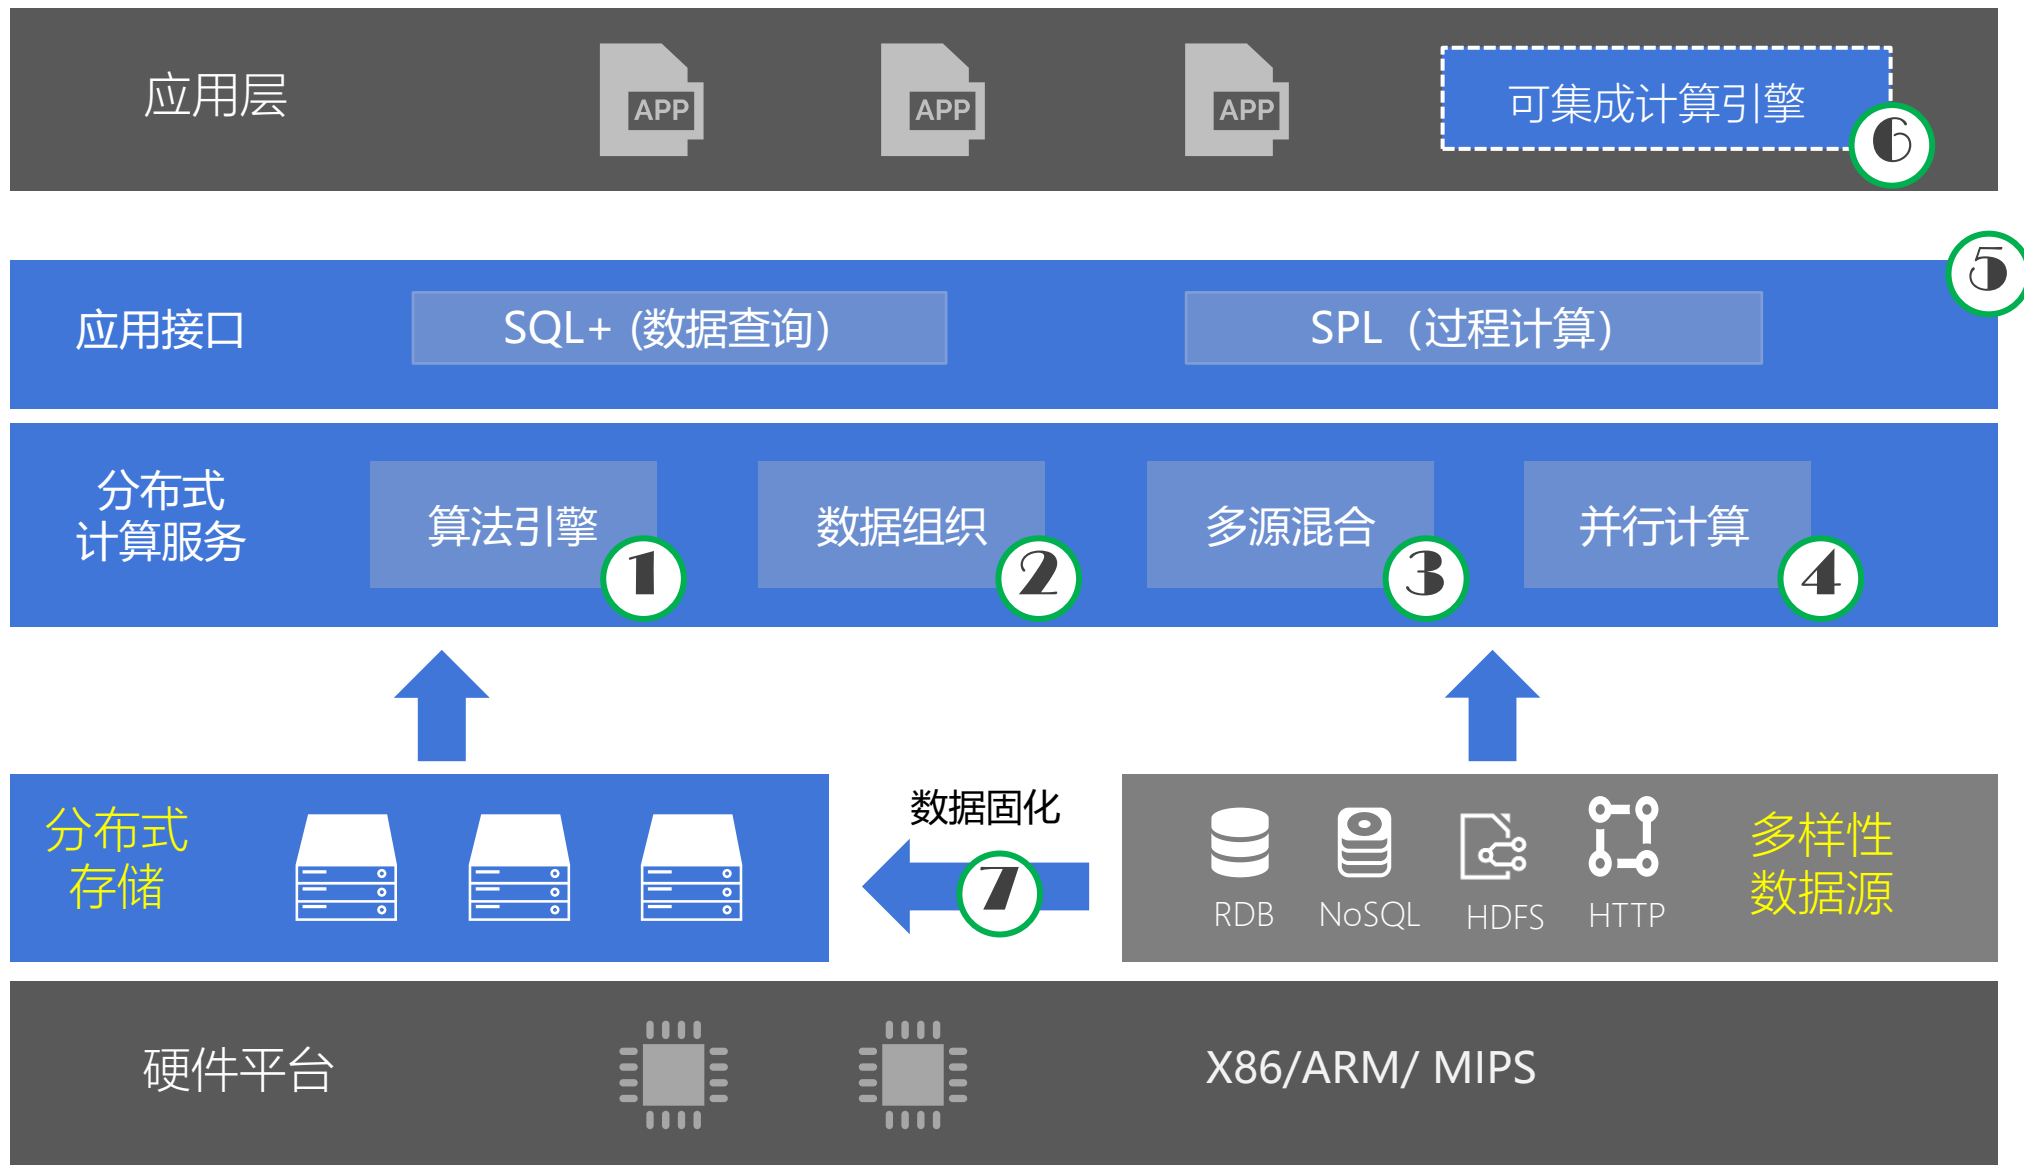 应用层
APP
APP
APP
可集成计算引擎
6
5
应用接口
SQL+ (数据查询)
SPL（过程计算）
分布式
计算服务
算法引擎
1
数据组织
2
多源混合
3
并行计算
4
分布式
存储
数据固化
7
RDB
NoSQL
HDFS
HTTP
多样性
数据源
硬件平台
X86/ARM/ MIPS